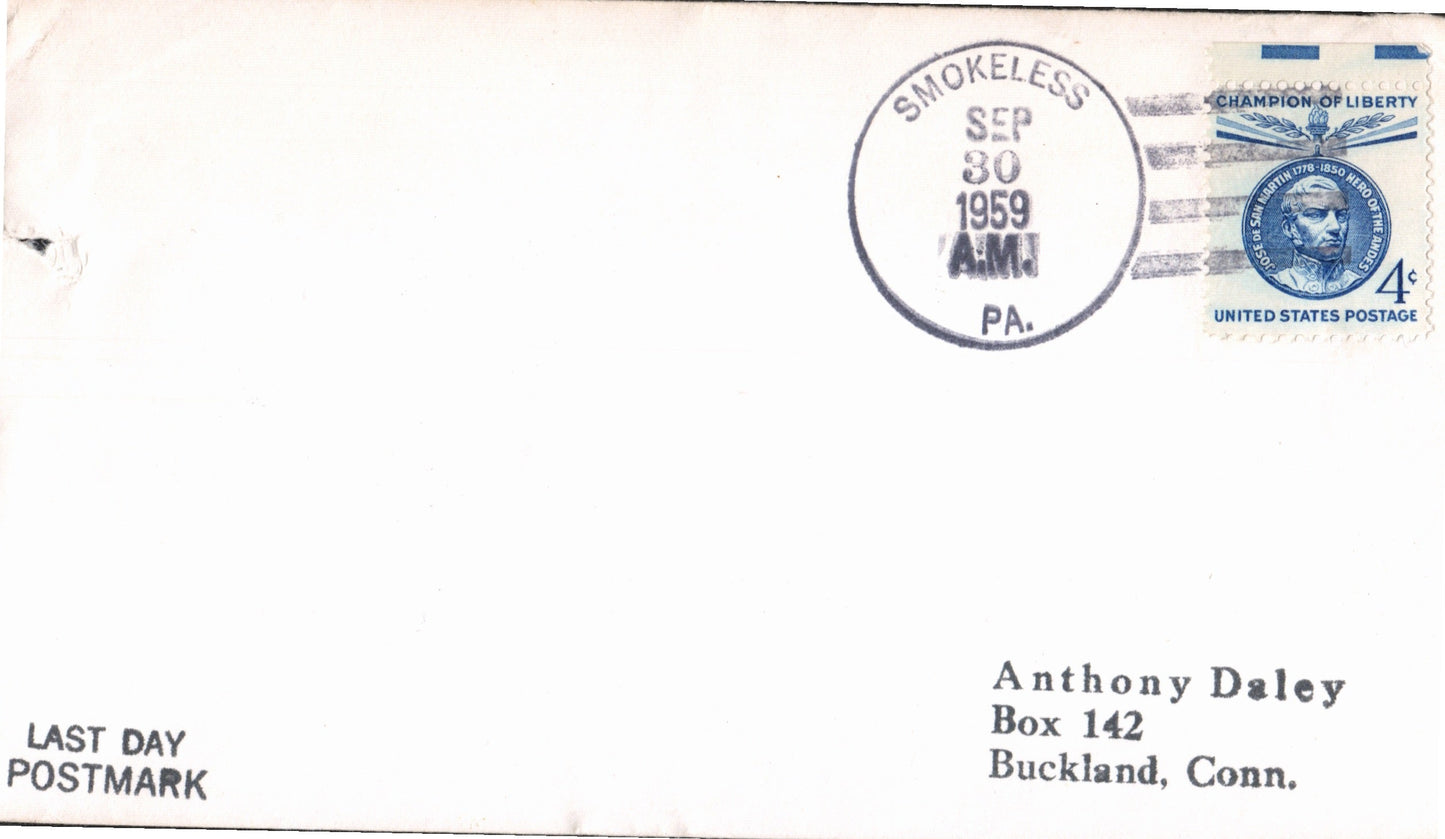 SMOKELESS
SEP
30
1959
A.M.
PA.
CHAMPION OF LIBERTY
JOSÉ DE SAN MARTIN 1778-1850 HERO OF THE ANDES
4¢
UNITED STATES POSTAGE
Anthony Daley
Box 142
Buckland, Conn.
LAST DAY
POSTMARK